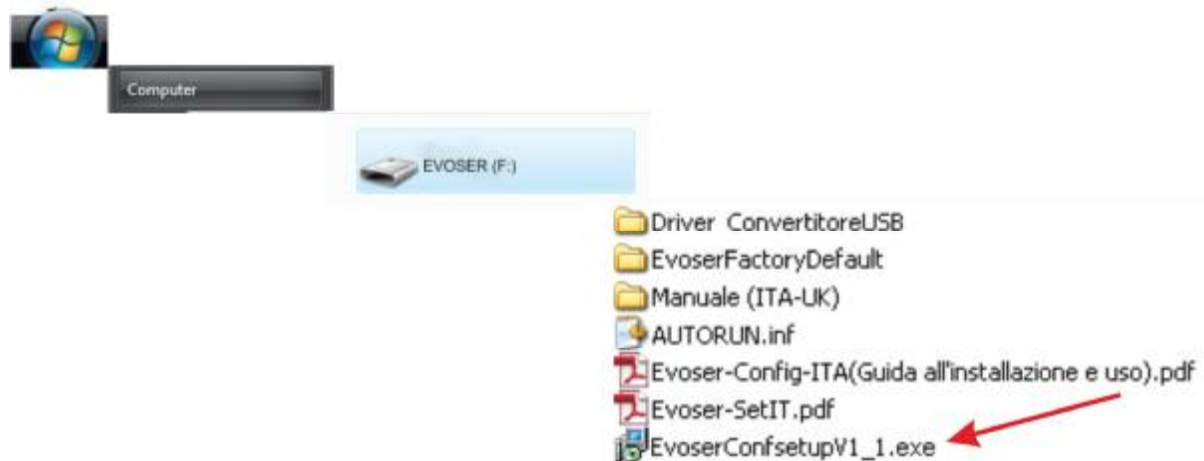 Computer
EVOSER (F:)
Driver ConvertitoreUSB
EvoserFactoryDefault
Manuale (ITA-UK)
AUTORUN.inf
Evoser-Config-ITA(Guida all'installazione e uso).pdf
Evoser-SetIT.pdf
EvoserConfsetupV1_1.exe